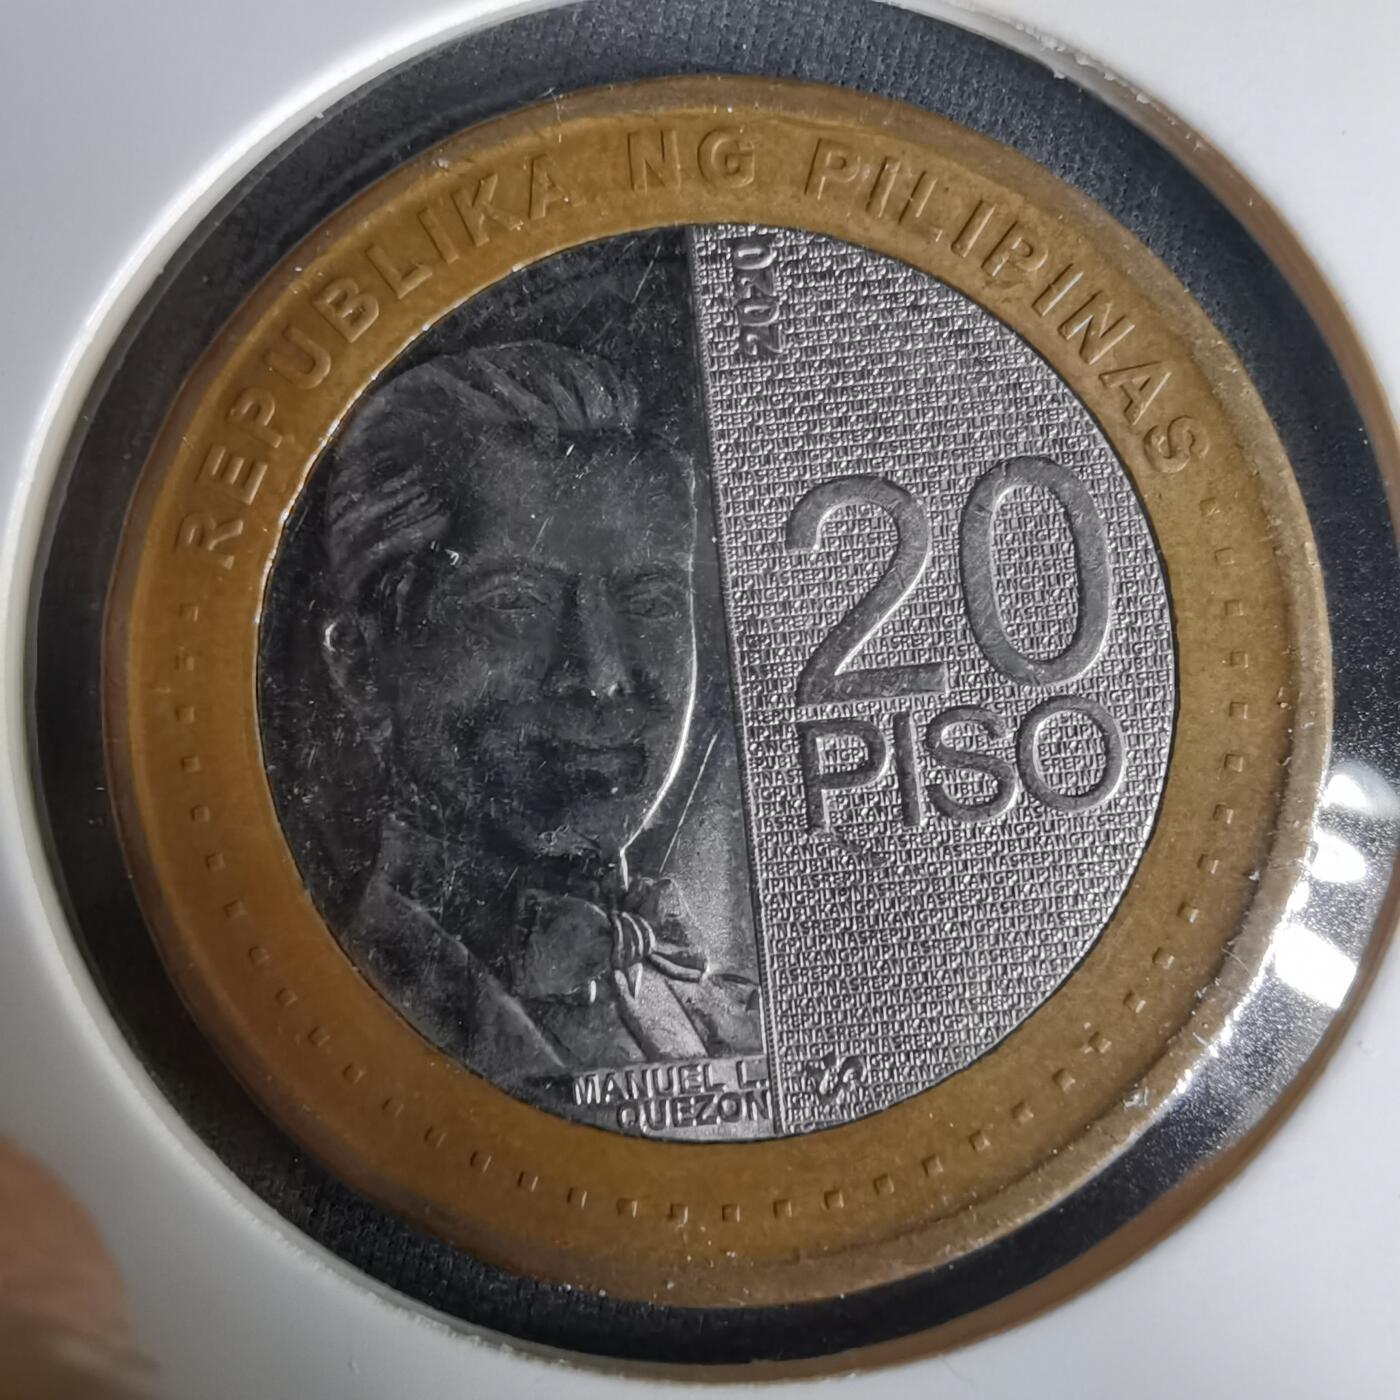 REPUBLIKA NG PILIPINAS
2020
20
PISO
MANUEL L.
QUEZON